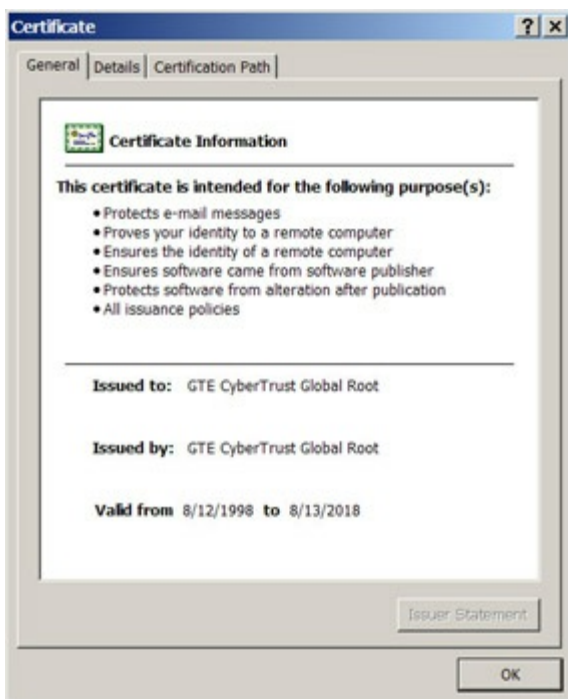 Certificate
General Details Certification Path
Certificate Information
This certificate is intended for the following purpose(s):
• Protects e-mail messages
• Proves your identity to a remote computer
• Ensures the identity of a remote computer
• Ensures software came from software publisher
• Protects software from alteration after publication
• All issuance policies
Issued to: GTE CyberTrust Global Root
Issued by: GTE CyberTrust Global Root
Valid from 8/12/1998 to 8/13/2018
Issuer Statement
OK